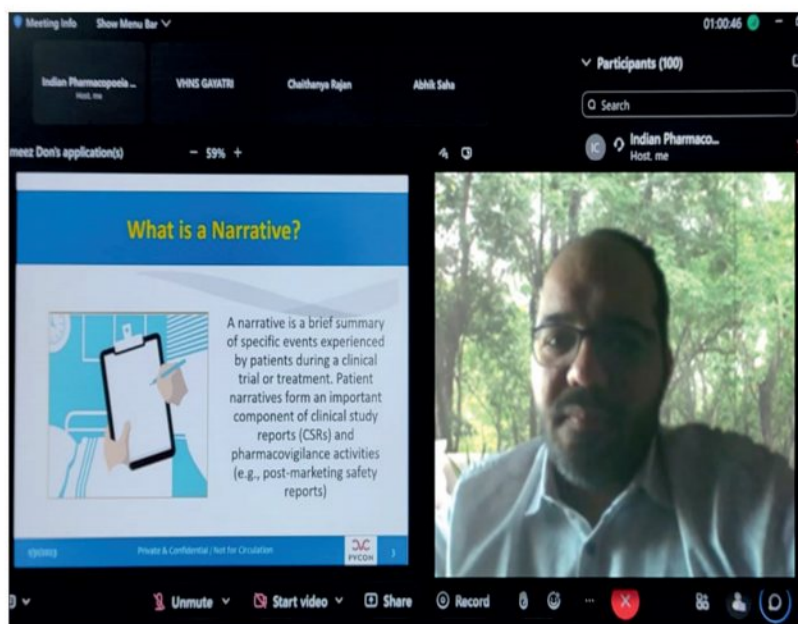 Meeting Info Show Menu Bar
01:00:46
Indian Pharmacopoeia ...
Host, me
VHNS GAYATRI
Chaithanya Rajan
Abhik Saha
Participants (100)
Search
IC
Indian Pharmaco...
Host, me
meez Don's application(s)
− 59% +
What is a Narrative?
A narrative is a brief summary
of specific events experienced
by patients during a clinical
trial or treatment. Patient
narratives form an important
component of clinical study
reports (CSRs) and
pharmacovigilance activities
(e.g., post-marketing safety
reports)
Private & Confidential / Not for Circulation
3
Unmute
Start video
Share
Record